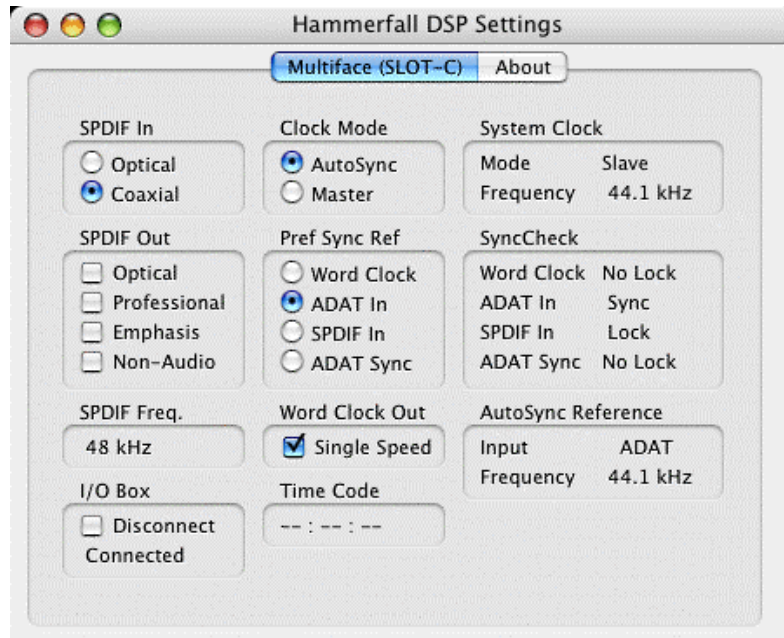 Hammerfall DSP Settings
Multiface (SLOT-C) About
SPDIF In
Optical
Coaxial
Clock Mode
AutoSync
Master
System Clock
Mode Slave
Frequency 44.1 kHz
SPDIF Out
Optical
Professional
Emphasis
Non-Audio
Pref Sync Ref
Word Clock
ADAT In
SPDIF In
ADAT Sync
SyncCheck
Word Clock No Lock
ADAT In Sync
SPDIF In Lock
ADAT Sync No Lock
SPDIF Freq.
48 kHz
Word Clock Out
Single Speed
AutoSync Reference
Input ADAT
Frequency 44.1 kHz
I/O Box
Disconnect
Connected
Time Code
-- : -- : --